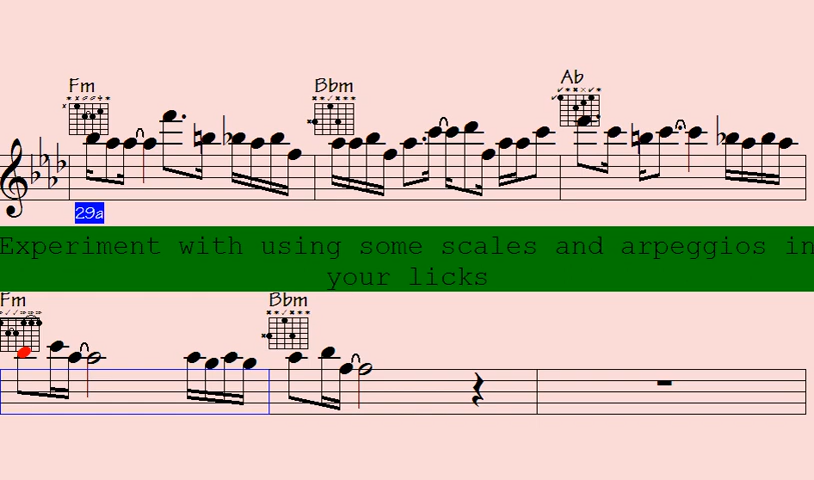 Fm Bbm Ab
29a
Experiment with using some scales and arpeggios in
your licks
Fm Bbm